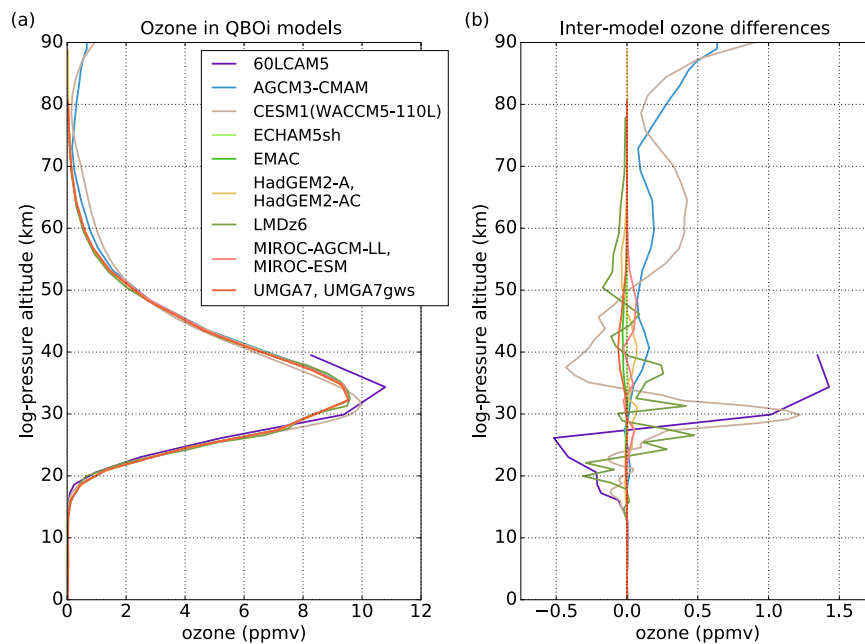 (a)
Ozone in QBOi models
90
80
70
60
50
40
30
20
10
0
log-pressure altitude (km)
0
2
4
6
8
10
12
ozone (ppmv)
60LCAM5
AGCM3-CMAM
CESM1(WACCM5-110L)
ECHAM5sh
EMAC
HadGEM2-A,
HadGEM2-AC
LMDz6
MIROC-AGCM-LL,
MIROC-ESM
UMGA7, UMGA7gws
(b)
Inter-model ozone differences
90
80
70
60
50
40
30
20
10
0
log-pressure altitude (km)
−0.5
0.0
0.5
1.0
1.5
ozone (ppmv)